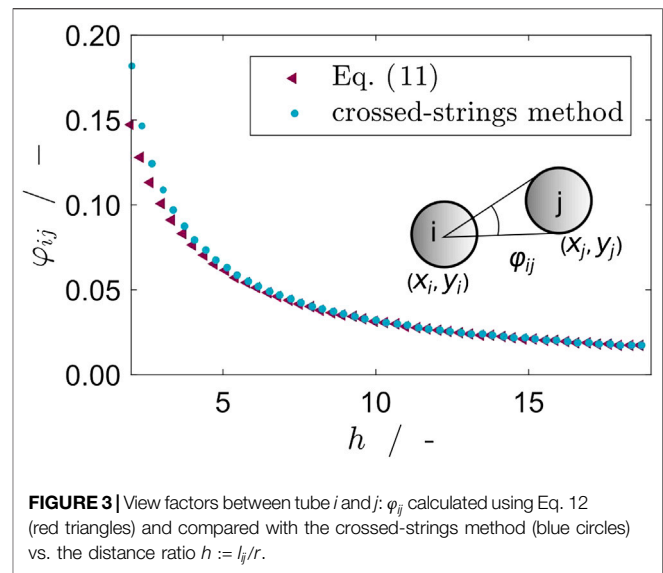 0.20
0.15
0.10
0.05
0.00
φij / –
Eq. (11)
crossed-strings method
i
j
φij
(xi, yi)
(xj, yj)
5
10
15
h / -
FIGURE 3 | View factors between tube i and j: φij calculated using Eq. 12
(red triangles) and compared with the crossed-strings method (blue circles)
vs. the distance ratio h := lij/r.